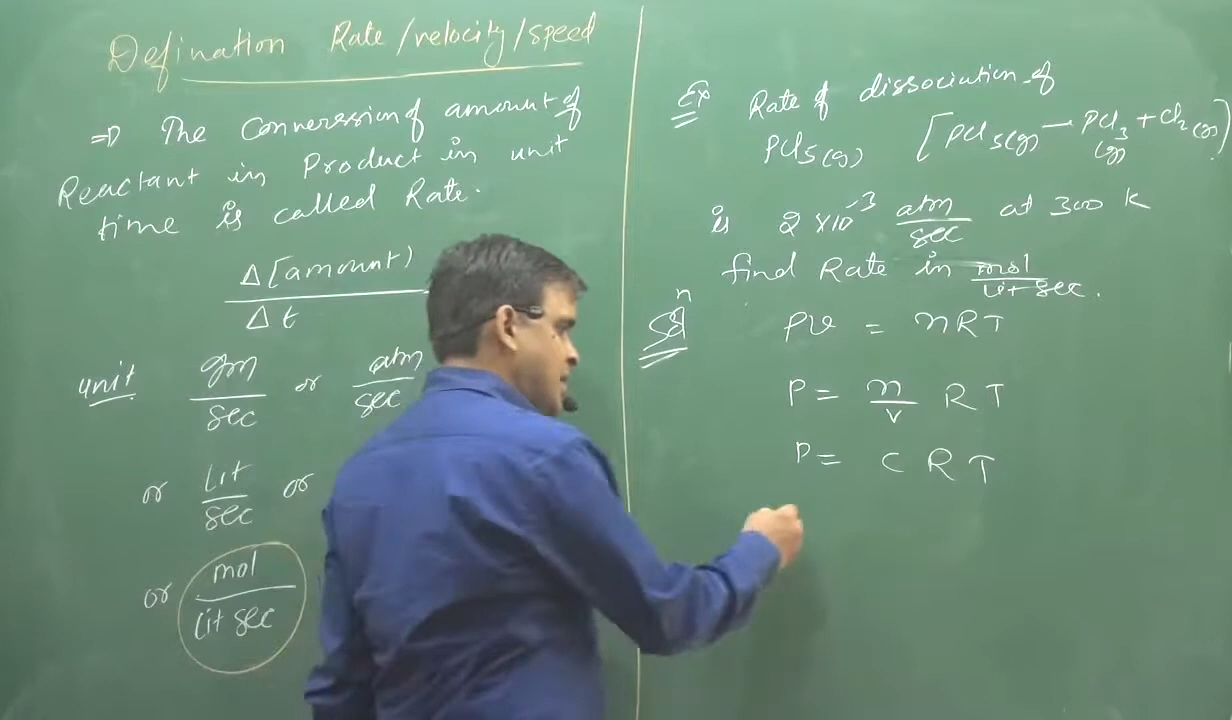 Defination Rate/velocity/speed
⇒ The Conversion of amount of
Reactant in Product in unit
time is called Rate.
Δ[amount)
Δt
unit gm/sec or atm/sec
or Lit/sec or
or mol/lit sec
Ex Rate of dissociation of
PCl5(g) [PCl5(g) — PCl3(g) + Cl2(g)]
is 2 × 10^-3 atm/sec at 300 K
find Rate in mol/lit sec.
Sol^n PV = nRT
P = n/v RT
P = CRT